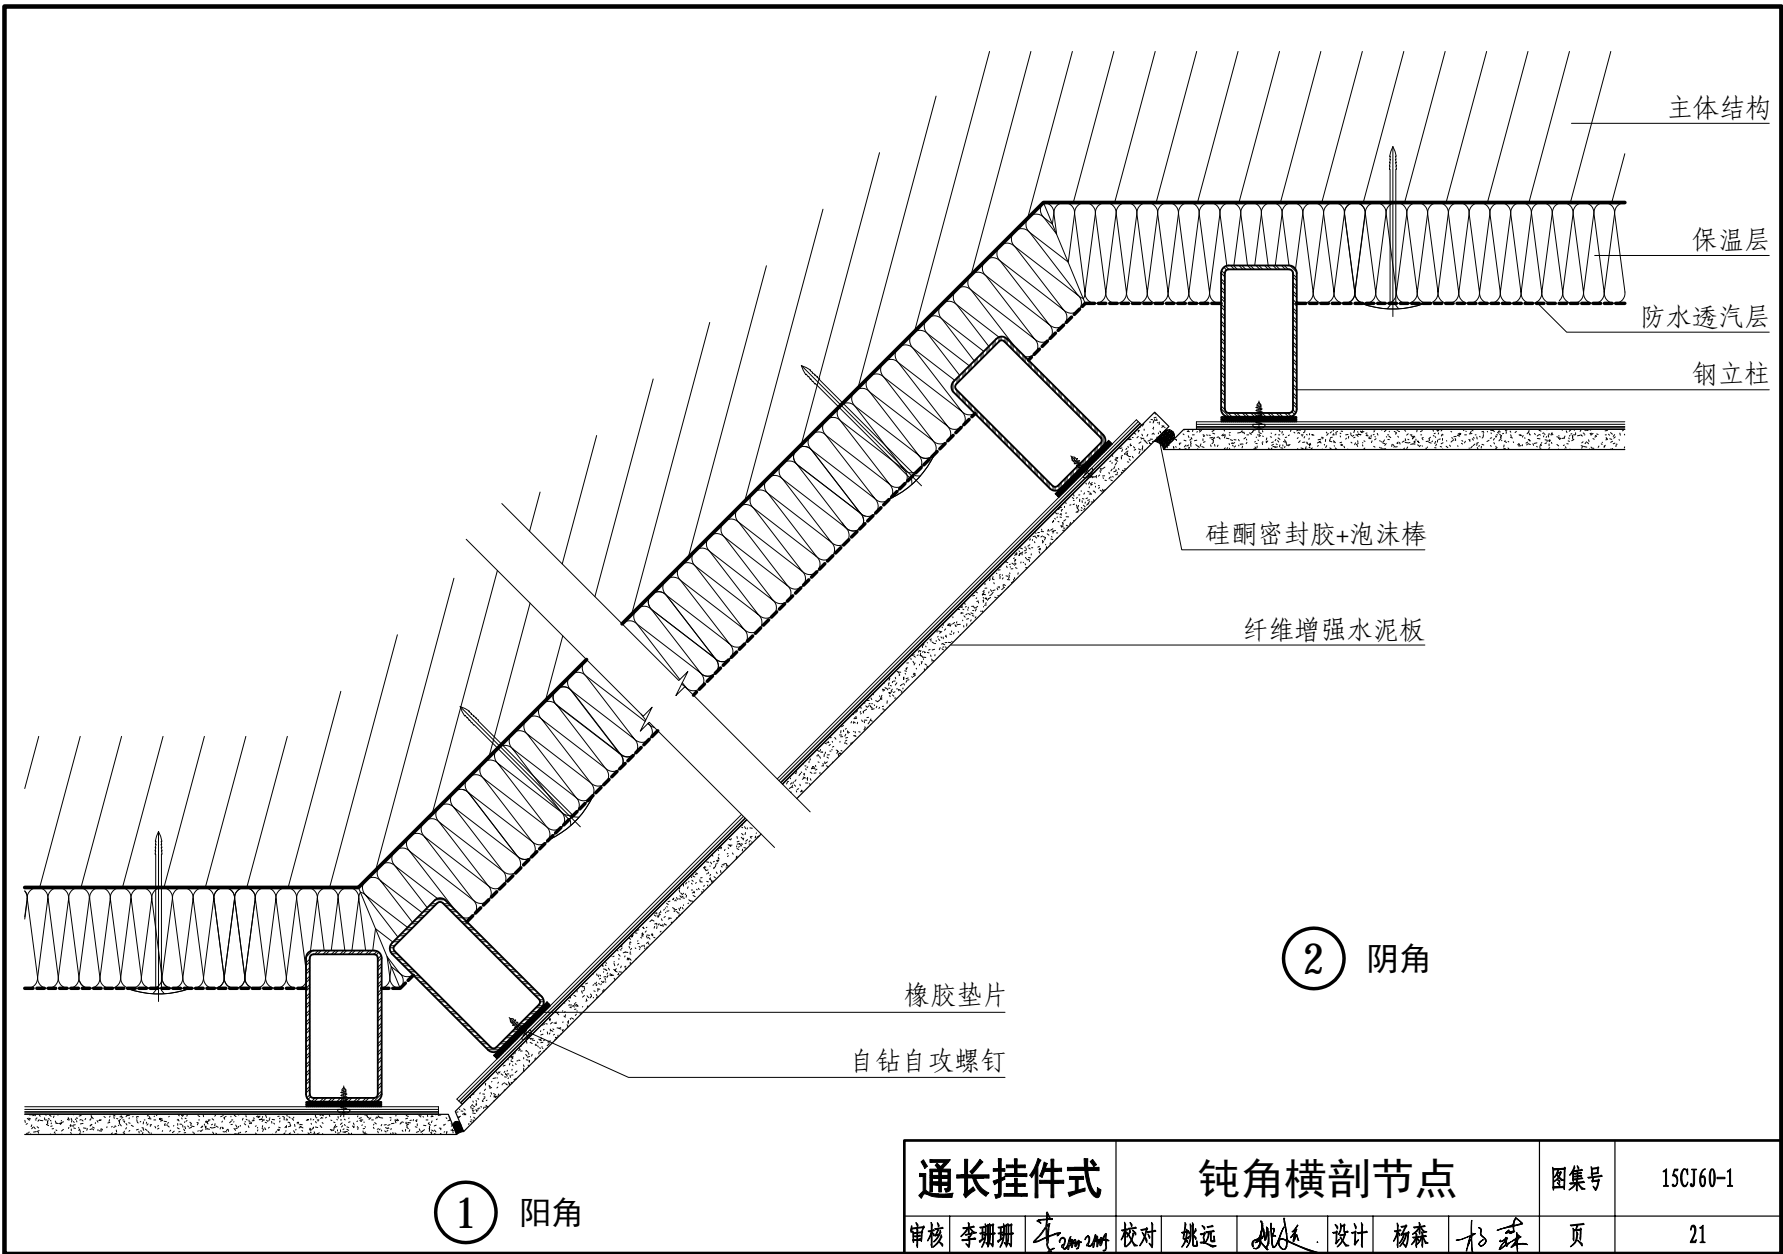 主体结构
保温层
防水透汽层
钢立柱
硅酮密封胶+泡沫棒
纤维增强水泥板
2 阴角
橡胶垫片
自钻自攻螺钉
1 阳角
通长挂件式 钝角横剖节点 图集号 15CJ60-1
审核 李珊珊 校对 姚远 设计 杨森 杨森 页 21